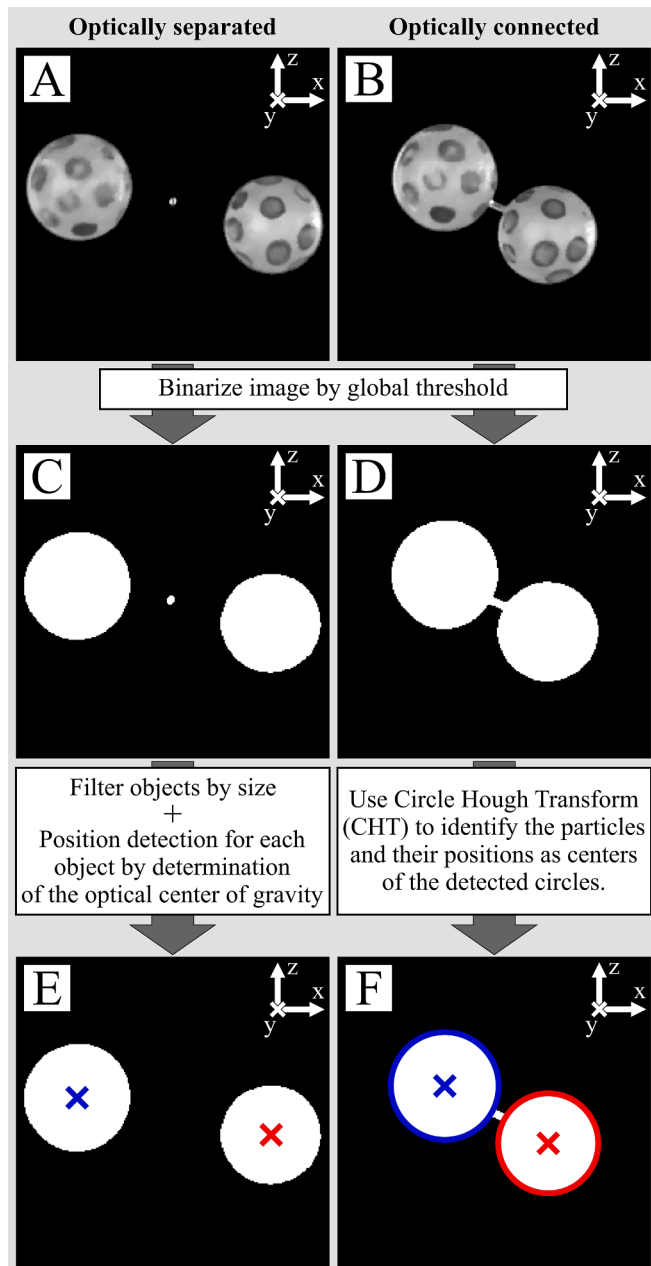 Optically separated
Optically connected
A
z
x
y
B
z
x
y
Binarize image by global threshold
C
z
x
y
D
z
x
y
Filter objects by size
+
Position detection for each
object by determination
of the optical center of gravity
Use Circle Hough Transform
(CHT) to identify the particles
and their positions as centers
of the detected circles.
E
z
x
y
F
z
x
y